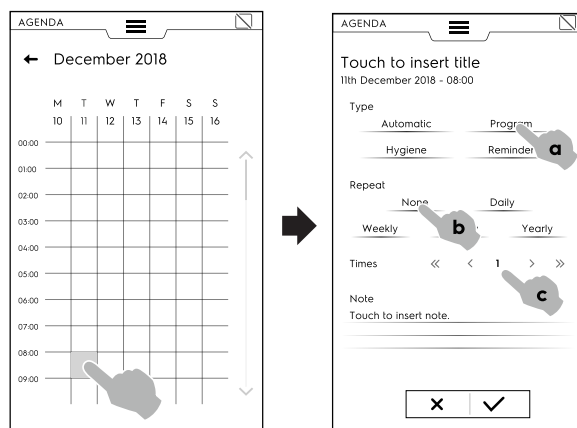 AGENDA
← December 2018
M T W T F S S
10 11 12 13 14 15 16
00:00
01:00
02:00
03:00
04:00
05:00
06:00
07:00
08:00
09:00
AGENDA
Touch to insert title
11th December 2018 - 08:00
Type
Automatic Program
Hygiene Reminder
a
Repeat
None Daily
Weekly Yearly
b
Times << < 1 > >>
c
Note
Touch to insert note.